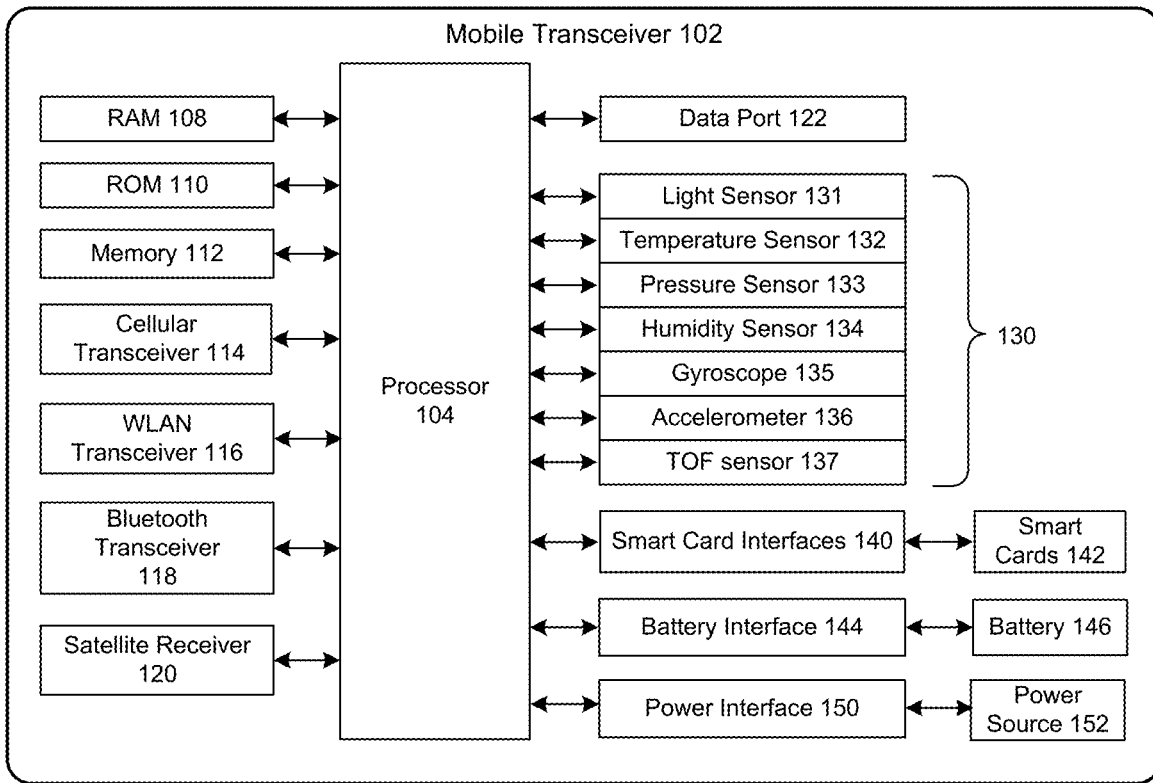 Mobile Transceiver 102
RAM 108
ROM 110
Memory 112
Cellular
Transceiver 114
WLAN
Transceiver 116
Bluetooth
Transceiver
118
Satellite Receiver
120
Processor
104
Data Port 122
Light Sensor 131
Temperature Sensor 132
Pressure Sensor 133
Humidity Sensor 134
Gyroscope 135
Accelerometer 136
TOF sensor 137
130
Smart Card Interfaces 140
Smart
Cards 142
Battery Interface 144
Battery 146
Power Interface 150
Power
Source 152